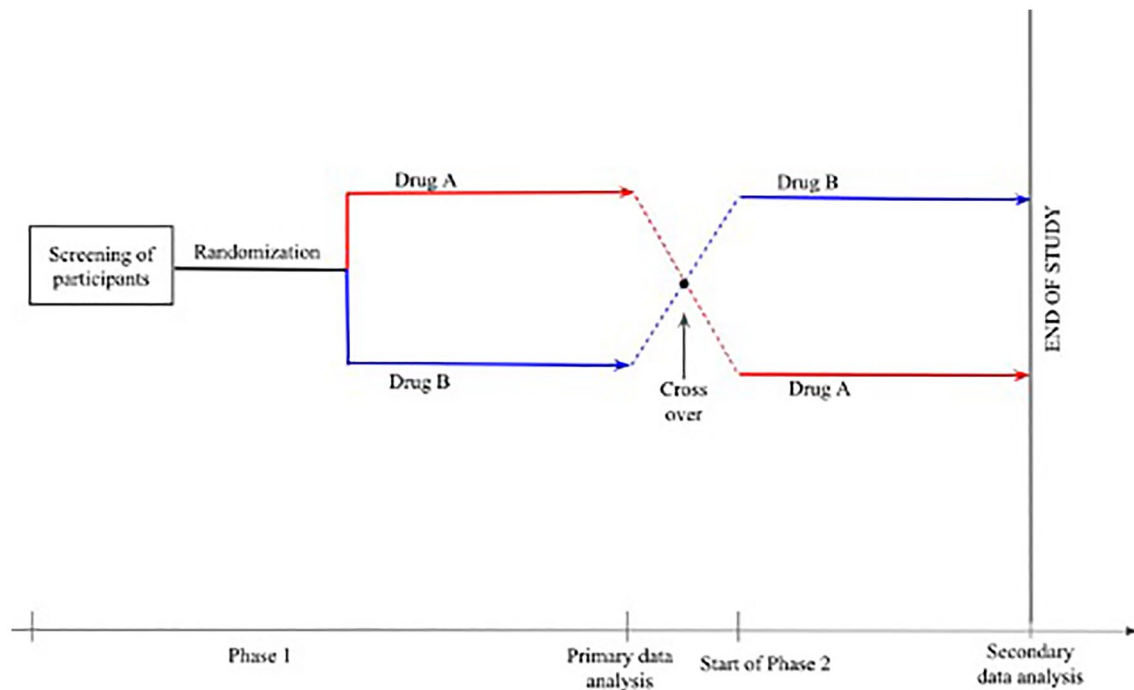 Drug A
Drug B
Screening of
participants
Randomization
END OF STUDY
Drug B
Cross
over
Drug A
Phase 1
Primary data
analysis
Start of Phase 2
Secondary
data analysis